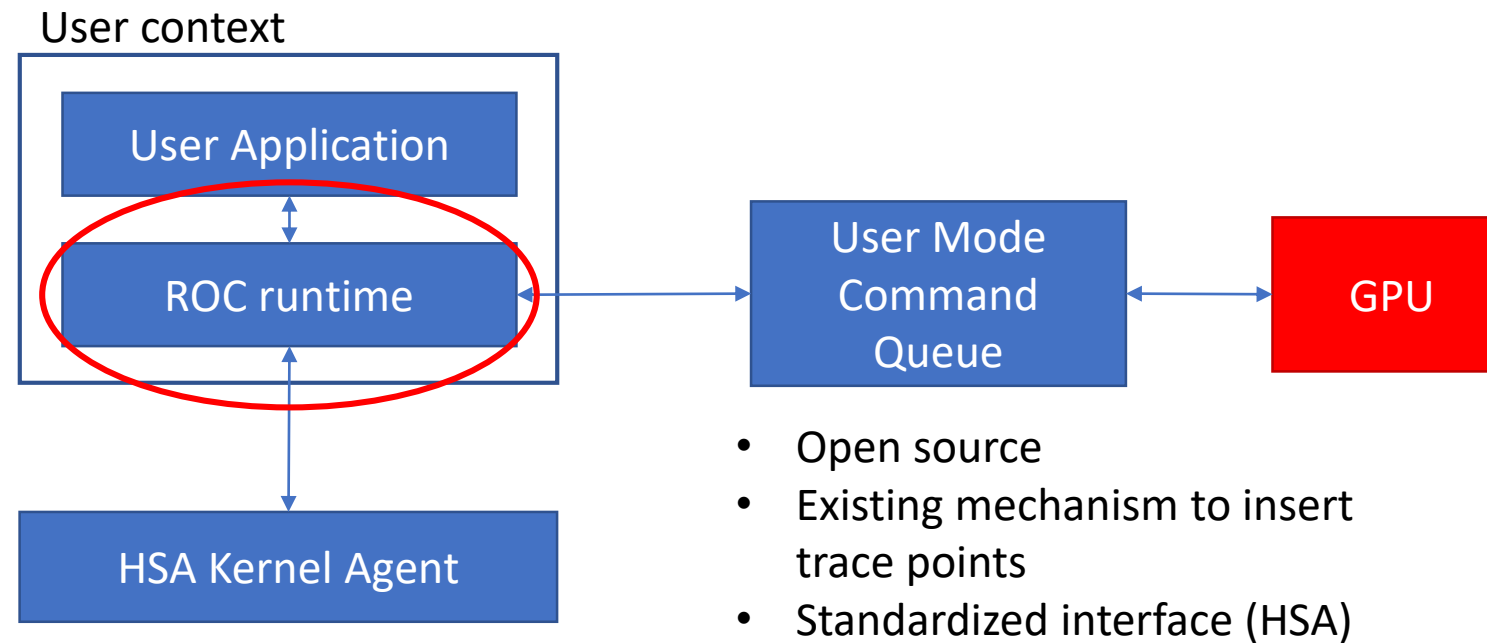 User context
User Application
ROC runtime
HSA Kernel Agent
User Mode
Command
Queue
GPU
• Open source
• Existing mechanism to insert
trace points
• Standardized interface (HSA)